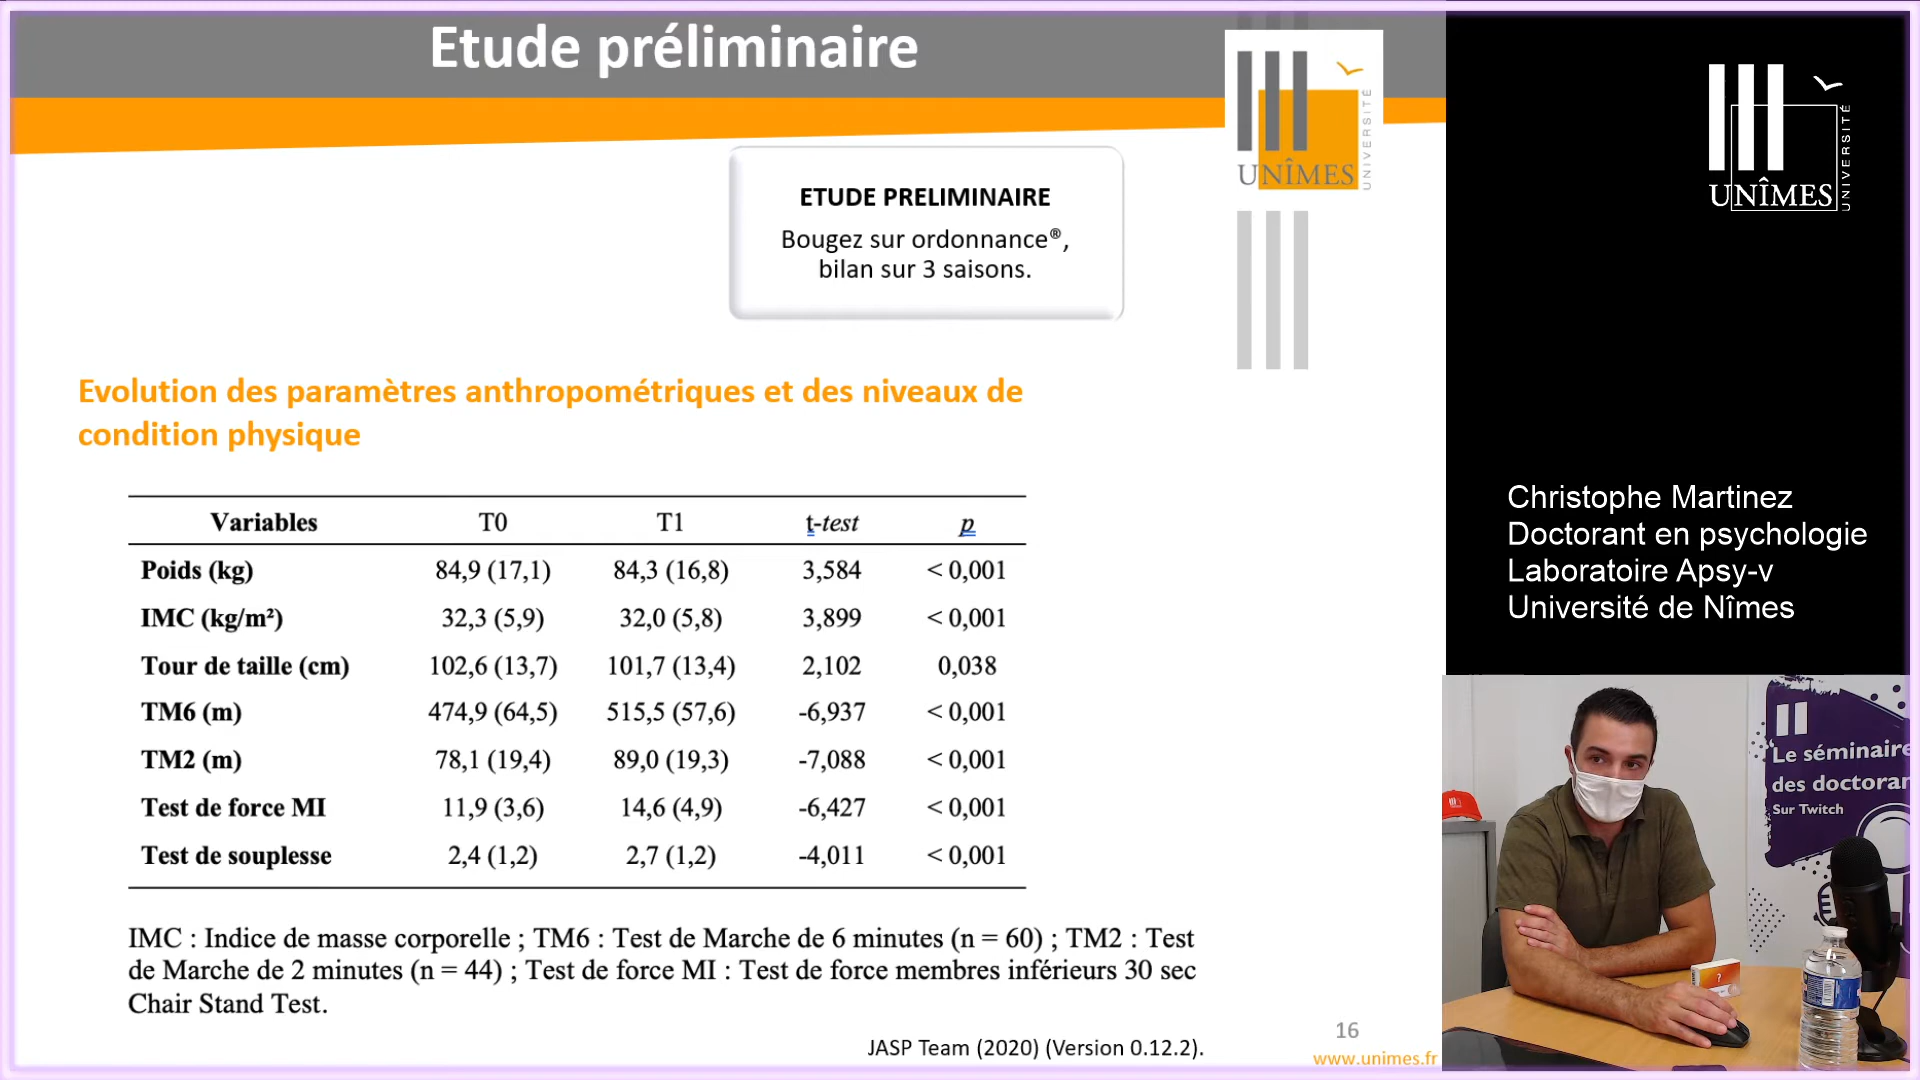 Etude préliminaire
UNÎMES
UNIVERSITÉ
ETUDE PRELIMINAIRE
Bougez sur ordonnance®,
bilan sur 3 saisons.
Evolution des paramètres anthropométriques et des niveaux de
condition physique
Variables T0 T1 t-test p
Poids (kg) 84,9 (17,1) 84,3 (16,8) 3,584 < 0,001
IMC (kg/m²) 32,3 (5,9) 32,0 (5,8) 3,899 < 0,001
Tour de taille (cm) 102,6 (13,7) 101,7 (13,4) 2,102 0,038
TM6 (m) 474,9 (64,5) 515,5 (57,6) -6,937 < 0,001
TM2 (m) 78,1 (19,4) 89,0 (19,3) -7,088 < 0,001
Test de force MI 11,9 (3,6) 14,6 (4,9) -6,427 < 0,001
Test de souplesse 2,4 (1,2) 2,7 (1,2) -4,011 < 0,001
IMC : Indice de masse corporelle ; TM6 : Test de Marche de 6 minutes (n = 60) ; TM2 : Test
de Marche de 2 minutes (n = 44) ; Test de force MI : Test de force membres inférieurs 30 sec
Chair Stand Test.
JASP Team (2020) (Version 0.12.2).
16
www.unimes.fr
UNÎMES
UNIVERSITÉ
Christophe Martinez
Doctorant en psychologie
Laboratoire Apsy-v
Université de Nîmes
Le séminaire
des doctoran
Sur Twitch
?